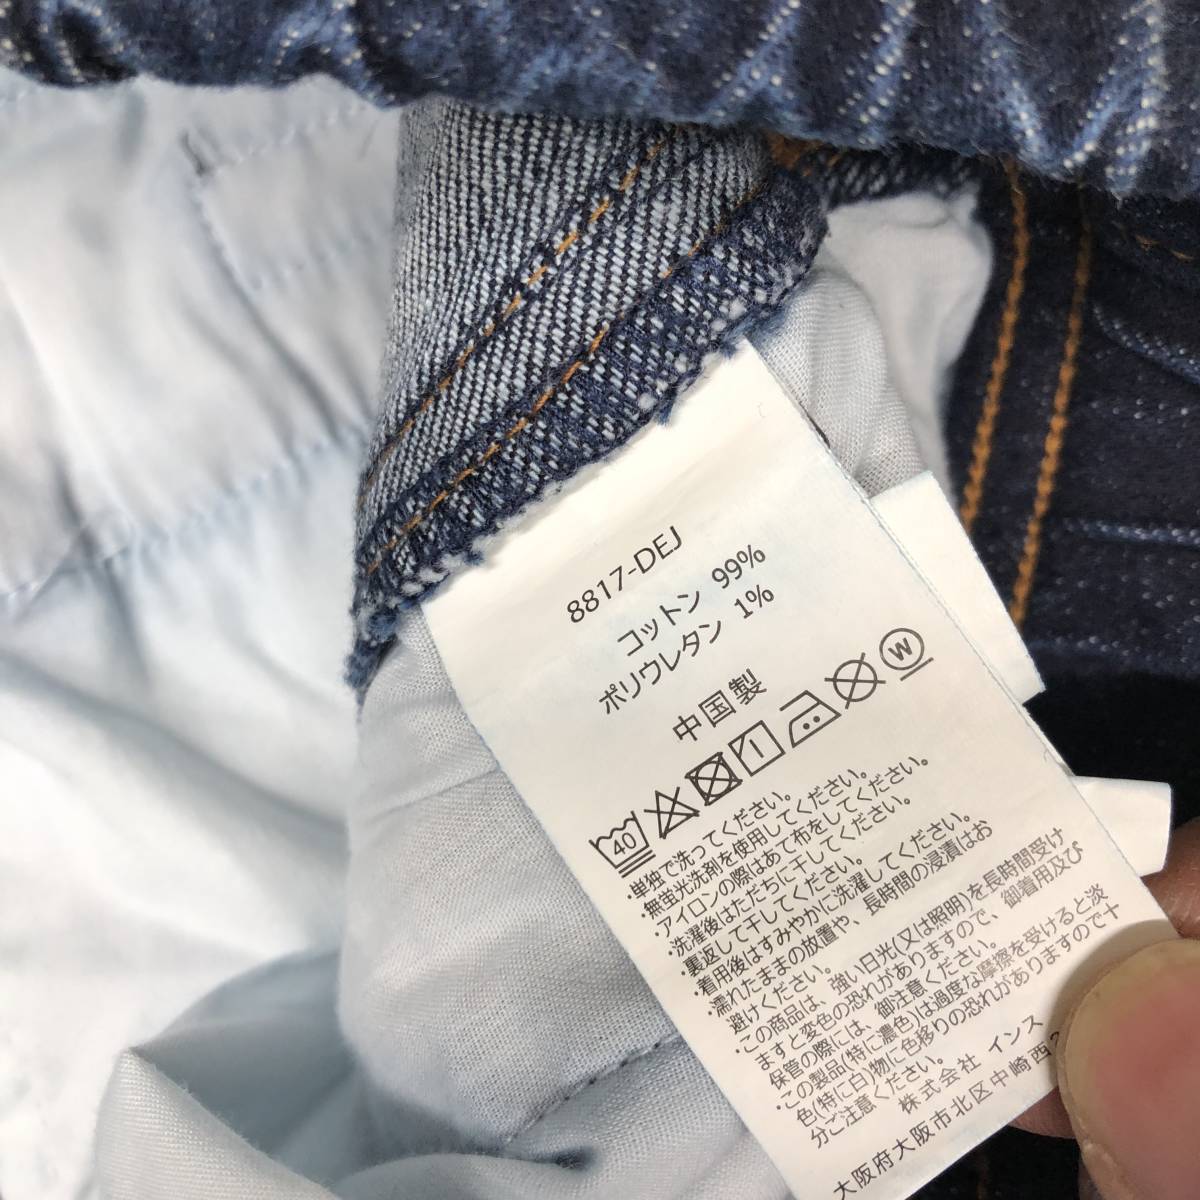 8817-DEJ
コットン 99%
ポリウレタン 1%
中国製
40 W
・単独で洗ってください。
・無蛍光洗剤を使用してください。
・アイロンの際はあて布をしてください。
・洗濯後はただちに干してください。
・裏返して干してください。
・着用後はすみやかに洗濯してください。
・濡れたままの放置や、長時間の浸漬はお
避けください。
・この商品は、強い日光(又は照明)を長時間受け
ますと変色の恐れがありますので、御着用及び
保管の際には、御注意ください。
・この製品(特に濃色)は過度な摩擦を受けると淡
色(特に白)物に色移りの恐れがありますので十
分ご注意ください。
株式会社 インス
大阪府大阪市北区中崎西